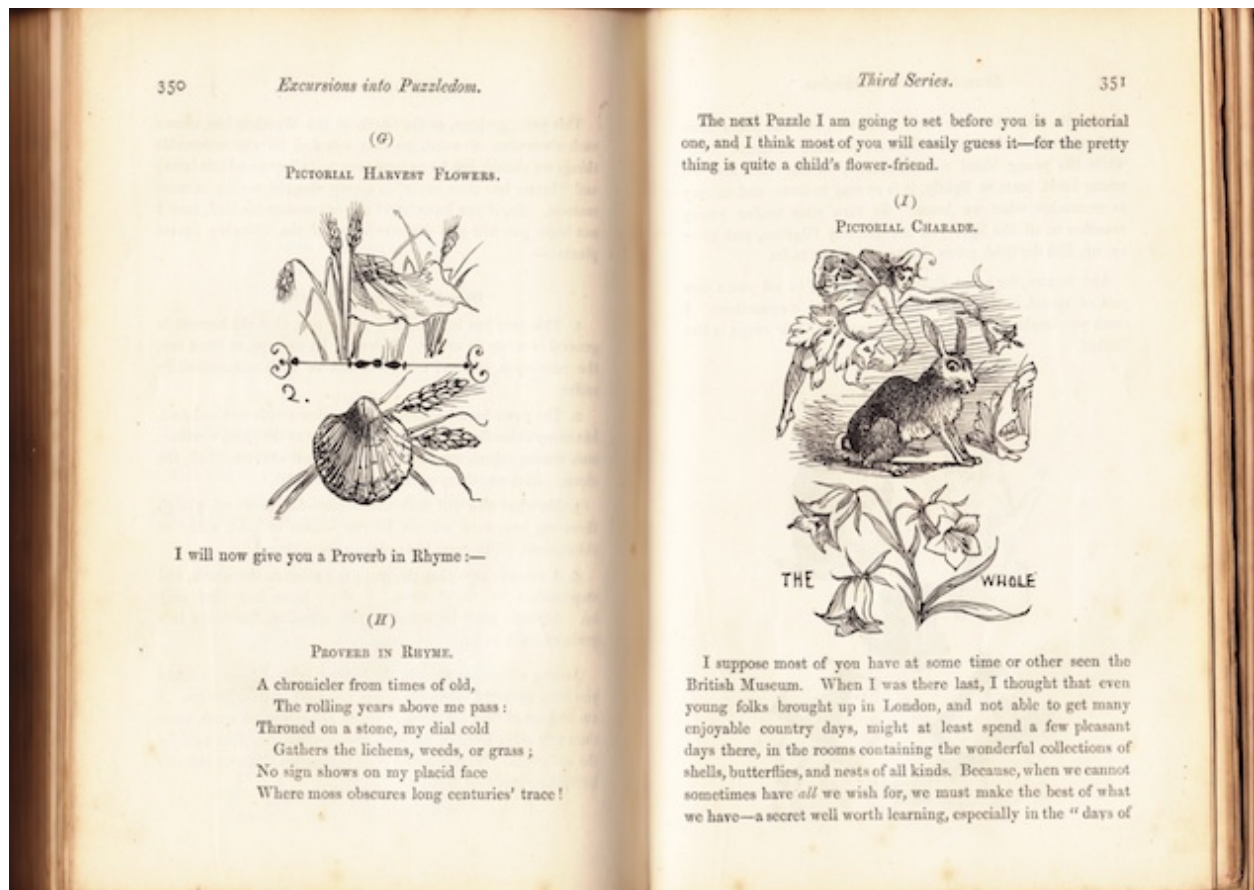 350
Excursions into Puzzledom.
(G)
PICTORIAL HARVEST FLOWERS.
2.
I will now give you a Proverb in Rhyme:—
(H)
PROVERB IN RHYME.
A chronicler from times of old,
The rolling years above me pass:
Throned on a stone, my dial cold
Gathers the lichens, weeds, or grass;
No sign shows on my placid face
Where moss obscures long centuries' trace!
Third Series.
351
The next Puzzle I am going to set before you is a pictorial
one, and I think most of you will easily guess it—for the pretty
thing is quite a child's flower-friend.
(I)
PICTORIAL CHARADE.
THE WHOLE
I suppose most of you have at some time or other seen the
British Museum. When I was there last, I thought that even
young folks brought up in London, and not able to get many
enjoyable country days, might at least spend a few pleasant
days there, in the rooms containing the wonderful collections of
shells, butterflies, and nests of all kinds. Because, when we cannot
sometimes have all we wish for, we must make the best of what
we have—a secret well worth learning, especially in the "days of